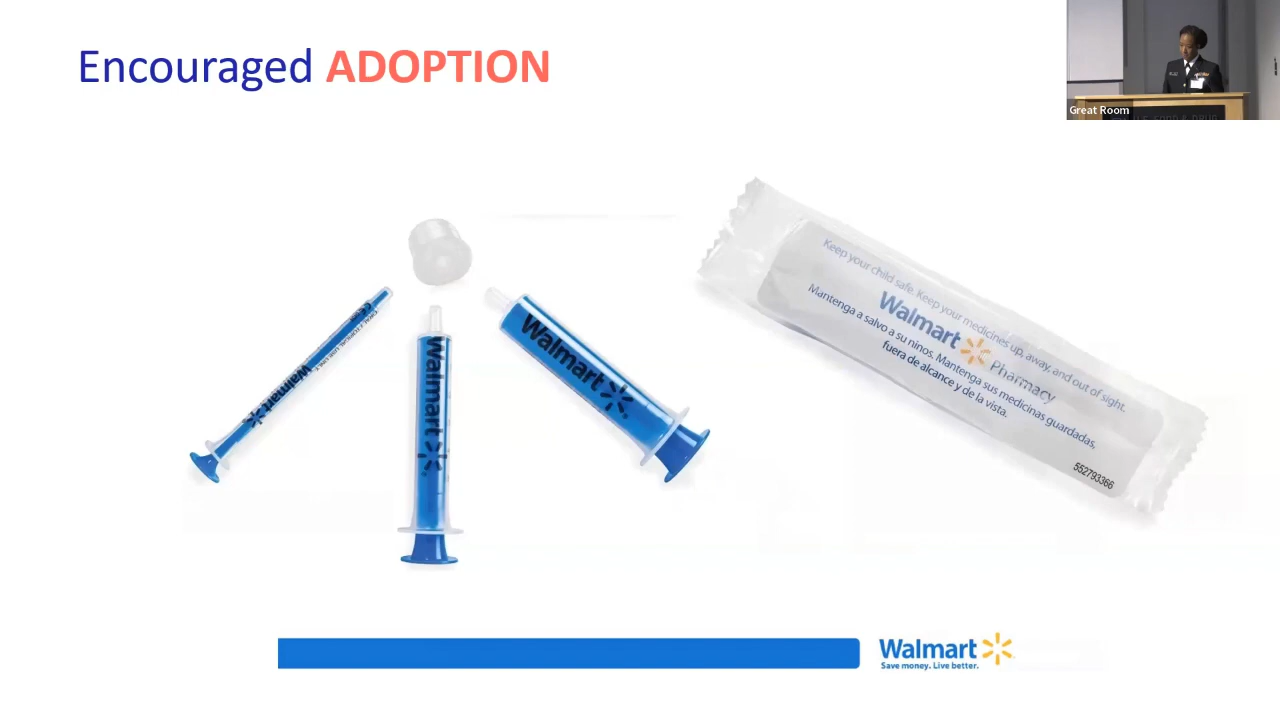 Encouraged ADOPTION
Great Room
Walmart
Walmart
Walmart
Keep your child safe. Keep your medicines up, away, and out of sight.
Walmart Pharmacy
Mantenga a salvo a su ninos. Mantenga sus medicinas guardadas,
fuera de alcance y de la vista.
552793366
Walmart
Save money. Live better.